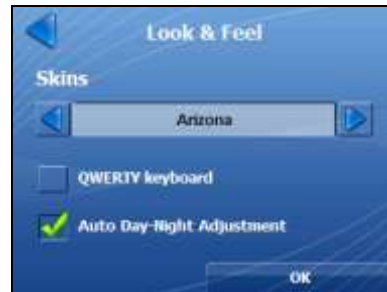 Look & Feel
Skins
Arizona
QWERTY keyboard
Auto Day-Night Adjustment
OK